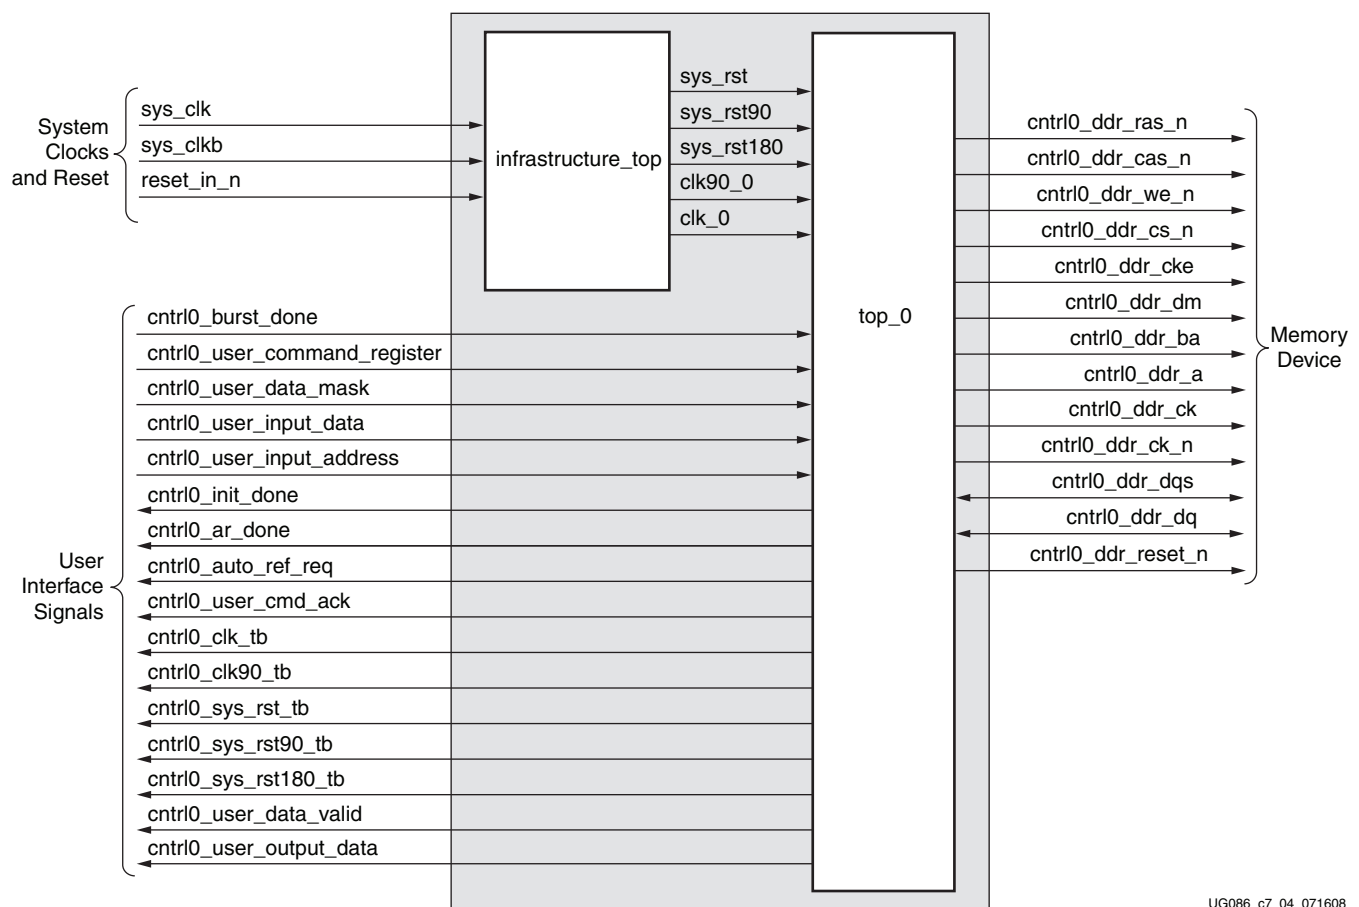 System
Clocks
and Reset
sys_clk
sys_clkb
reset_in_n
infrastructure_top
sys_rst
sys_rst90
sys_rst180
clk90_0
clk_0
top_0
User
Interface
Signals
cntrl0_burst_done
cntrl0_user_command_register
cntrl0_user_data_mask
cntrl0_user_input_data
cntrl0_user_input_address
cntrl0_init_done
cntrl0_ar_done
cntrl0_auto_ref_req
cntrl0_user_cmd_ack
cntrl0_clk_tb
cntrl0_clk90_tb
cntrl0_sys_rst_tb
cntrl0_sys_rst90_tb
cntrl0_sys_rst180_tb
cntrl0_user_data_valid
cntrl0_user_output_data
cntrl0_ddr_ras_n
cntrl0_ddr_cas_n
cntrl0_ddr_we_n
cntrl0_ddr_cs_n
cntrl0_ddr_cke
cntrl0_ddr_dm
cntrl0_ddr_ba
cntrl0_ddr_a
cntrl0_ddr_ck
cntrl0_ddr_ck_n
cntrl0_ddr_dqs
cntrl0_ddr_dq
cntrl0_ddr_reset_n
Memory
Device
UG086_c7_04_071608